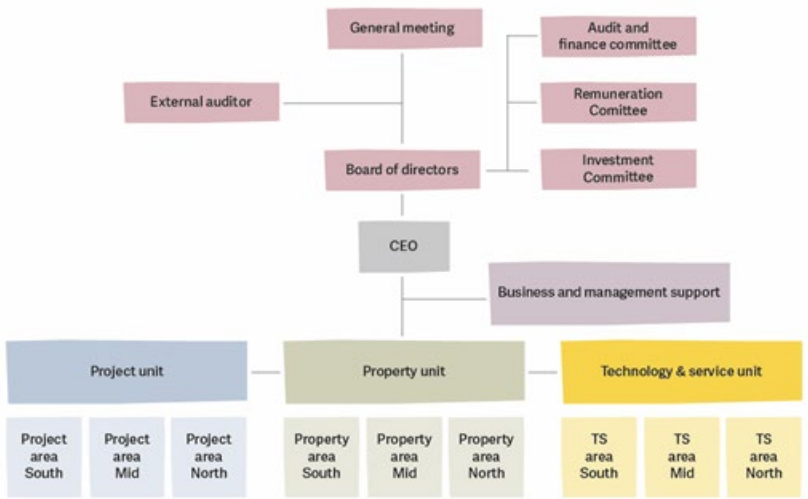 General meeting
Audit and
finance committee
External auditor
Remuneration
Comittee
Board of directors
Investment
Committee
CEO
Business and management support
Project unit
Property unit
Technology & service unit
Project
area
South
Project
area
Mid
Project
area
North
Property
area
South
Property
area
Mid
Property
area
North
TS
area
South
TS
area
Mid
TS
area
North